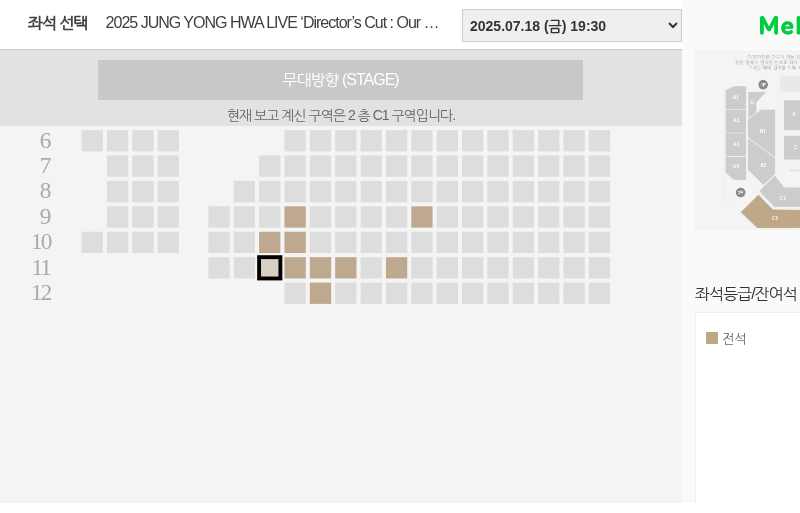 좌석 선택 2025 JUNG YONG HWA LIVE ‘Director's Cut : Our … 2025.07.18 (금) 19:30
Mel
무대방향 (STAGE)
현재 보고 계신 구역은 2 층 C1 구역입니다.
6
7
8
9
10
11
12
A1
A2
A3
A4
B1
B2
A
C
C1
좌석등급/잔여석
전석